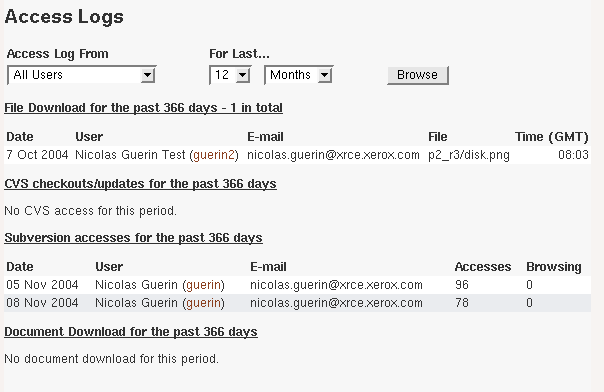 Access Logs
Access Log From For Last...
All Users 12 Months Browse
File Download for the past 366 days - 1 in total
Date User E-mail File Time (GMT)
7 Oct 2004 Nicolas Guerin Test (guerin2) nicolas.guerin@xrce.xerox.com p2_r3/disk.png 08:03
CVS checkouts/updates for the past 366 days
No CVS access for this period.
Subversion accesses for the past 366 days
Date User E-mail Accesses Browsing
05 Nov 2004 Nicolas Guerin (guerin) nicolas.guerin@xrce.xerox.com 96 0
08 Nov 2004 Nicolas Guerin (guerin) nicolas.guerin@xrce.xerox.com 78 0
Document Download for the past 366 days
No document download for this period.